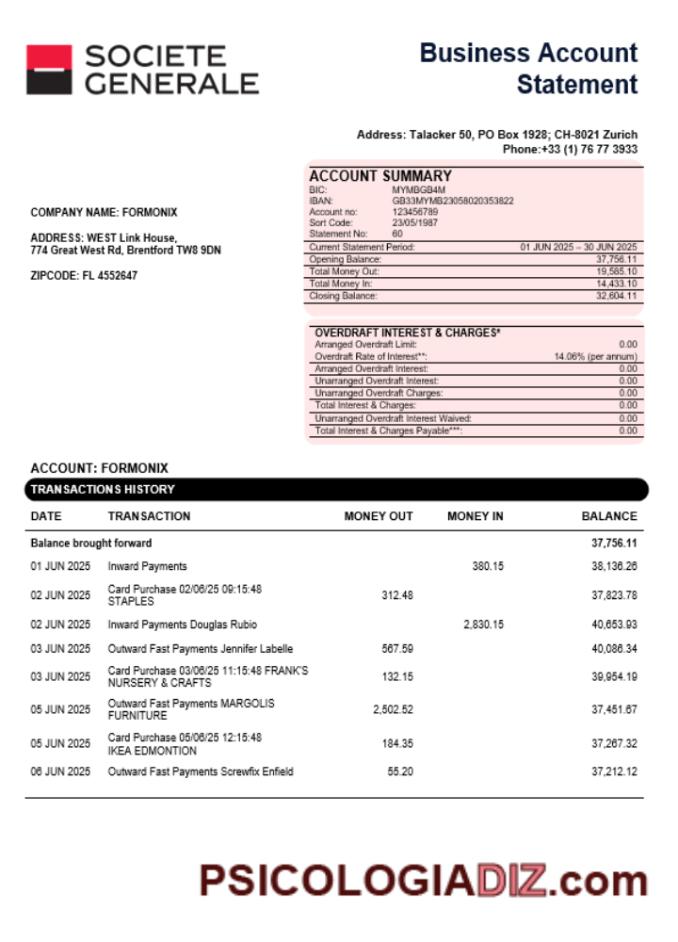 SOCIETE
GENERALE
Business Account
Statement
Address: Talacker 50, PO Box 1928; CH-8021 Zurich
Phone:+33 (1) 76 77 3933
COMPANY NAME: FORMONIX
ADDRESS: WEST Link House,
774 Great West Rd, Brentford TW8 9DN
ZIPCODE: FL 4552647
ACCOUNT SUMMARY
BIC: MYMBGB4M
IBAN: GB33MYMB23058020353822
Account no: 123456789
Sort Code: 23/05/1987
Statement No: 60
Current Statement Period: 01 JUN 2025 – 30 JUN 2025
Opening Balance: 37,756.11
Total Money Out: 19,585.10
Total Money In: 14,433.10
Closing Balance: 32,604.11
OVERDRAFT INTEREST & CHARGES*
Arranged Overdraft Limit: 0.00
Overdraft Rate of Interest**: 14.06% (per annum)
Arranged Overdraft Interest: 0.00
Unarranged Overdraft Interest: 0.00
Unarranged Overdraft Charges: 0.00
Total Interest & Charges: 0.00
Unarranged Overdraft Interest Waived: 0.00
Total Interest & Charges Payable***: 0.00
ACCOUNT: FORMONIX
TRANSACTIONS HISTORY
DATE TRANSACTION MONEY OUT MONEY IN BALANCE
Balance brought forward 37,756.11
01 JUN 2025 Inward Payments 380.15 38,136.26
02 JUN 2025 Card Purchase 02/06/25 09:15:48
STAPLES 312.48 37,823.78
02 JUN 2025 Inward Payments Douglas Rubio 2,830.15 40,653.93
03 JUN 2025 Outward Fast Payments Jennifer Labelle 567.59 40,086.34
03 JUN 2025 Card Purchase 03/06/25 11:15:48 FRANK'S
NURSERY & CRAFTS 132.15 39,954.19
05 JUN 2025 Outward Fast Payments MARGOLIS
FURNITURE 2,502.52 37,451.67
05 JUN 2025 Card Purchase 05/06/25 12:15:48
IKEA EDMONTION 184.35 37,267.32
06 JUN 2025 Outward Fast Payments Screwfix Enfield 55.20 37,212.12
PSICOLOGIADIZ.com